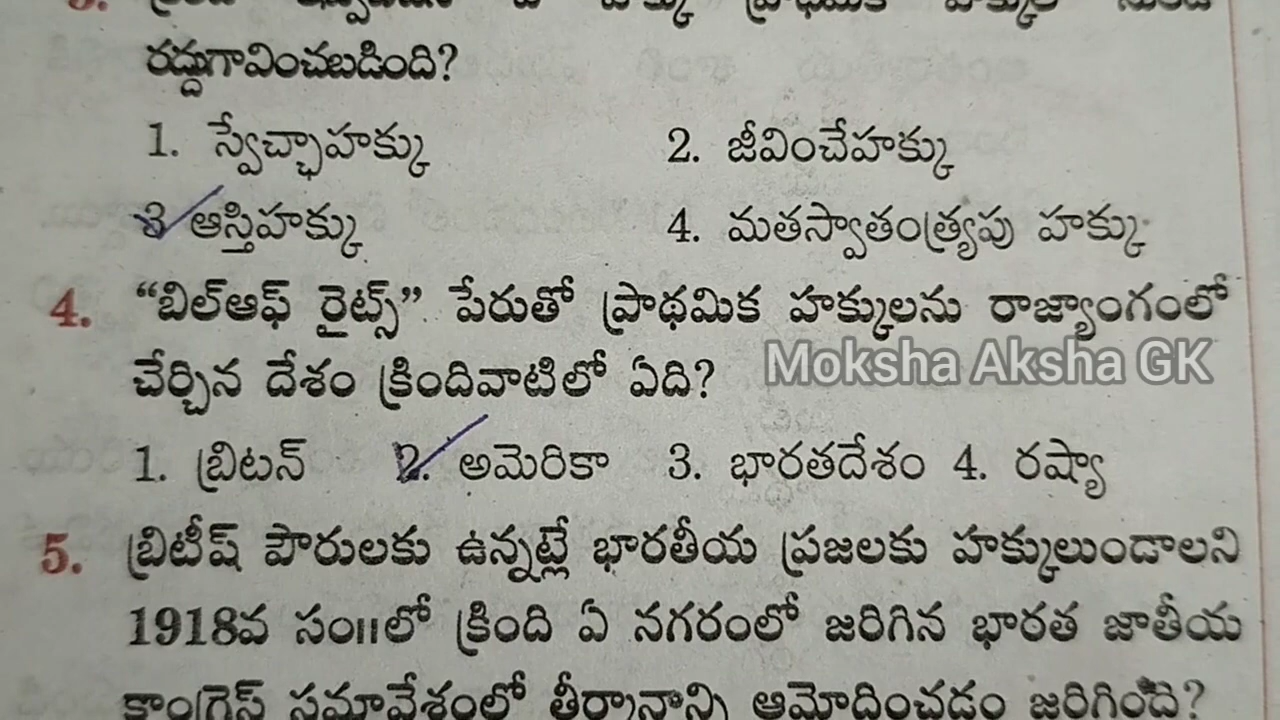 రద్దుగావించబడింది?
1. స్వేచ్ఛాహక్కు 2. జీవించేహక్కు
3 ఆస్తిహక్కు 4. మతస్వాతంత్ర్యపు హక్కు
4. “బిల్ఆఫ్ రైట్స్” పేరుతో ప్రాథమిక హక్కులను రాజ్యాంగంలో
చేర్చిన దేశం క్రిందివాటిలో ఏది? Moksha Aksha GK
1. బ్రిటన్ 2. అమెరికా 3. భారతదేశం 4. రష్యా
5. బ్రిటీష్ పౌరులకు ఉన్నట్లే భారతీయ ప్రజలకు హక్కులుండాలని
1918వ సం॥లో క్రింది ఏ నగరంలో జరిగిన భారత జాతీయ
కాంగ్రెస్ సమావేశంలో తీర్మానాన్ని ఆమోదించడం జరిగింది?